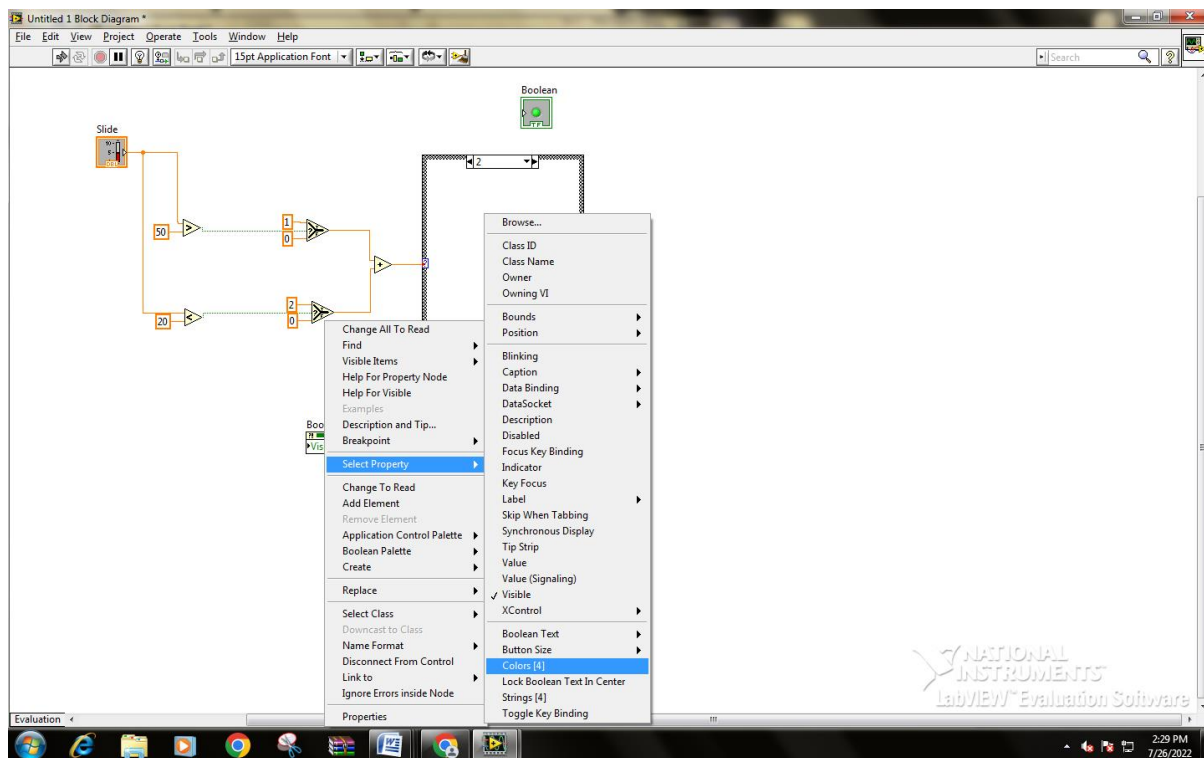 Untitled 1 Block Diagram *
File Edit View Project Operate Tools Window Help
15pt Application Font
Search
Boolean
TF
Slide
2
1
50
0
2
20
0
Browse...
Class ID
Class Name
Owner
Owning VI
Bounds
Position
Blinking
Caption
Data Binding
DataSocket
Description
Disabled
Focus Key Binding
Indicator
Key Focus
Label
Skip When Tabbing
Synchronous Display
Tip Strip
Value
Value (Signaling)
Visible
XControl
Boolean Text
Button Size
Colors [4]
Lock Boolean Text In Center
Strings [4]
Toggle Key Binding
Change All To Read
Find
Visible Items
Help For Property Node
Help For Visible
Examples
Description and Tip...
Breakpoint
Select Property
Change To Read
Add Element
Remove Element
Application Control Palette
Boolean Palette
Create
Replace
Select Class
Downcast to Class
Name Format
Disconnect From Control
Link to
Ignore Errors inside Node
Properties
Boo
Vis
NATIONAL
INSTRUMENTS
LabVIEW™ Evaluation Software
Evaluation
2:29 PM
7/26/2022